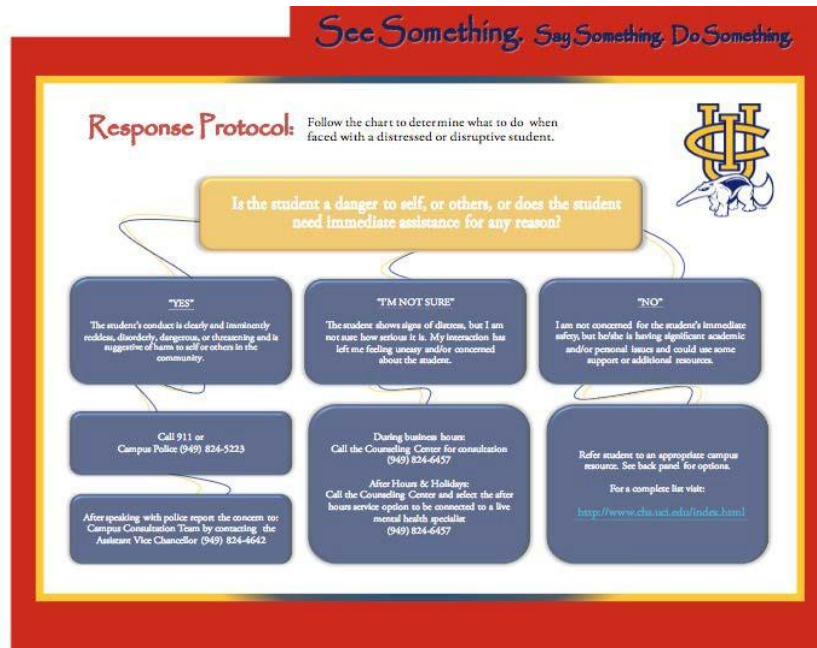 See Something. Say Something. Do Something.
Response Protocol:
Follow the chart to determine what to do when
faced with a distressed or disruptive student.
UCI
Is the student a danger to self, or others, or does the student
need immediate assistance for any reason?
"YES"
The student's conduct is clearly and imminently
reckless, disorderly, dangerous, or threatening and is
suggestive of harm to self or others in the
community.
"I'M NOT SURE"
The student shows signs of distress, but I am
not sure how serious it is. My interaction has
left me feeling uneasy and/or concerned
about the student.
"NO"
I am not concerned for the student's immediate
safety, but he/she is having significant academic
and/or personal issues and could use some
support or additional resources.
Call 911 or
Campus Police (949) 824-5223
After speaking with police report the concern to:
Campus Consultation Team by contacting the
Assistant Vice Chancellor (949) 824-4642
During business hours:
Call the Counseling Center for consultation
(949) 824-6457
After Hours & Holidays:
Call the Counseling Center and select the after
hours service option to be connected to a live
mental health specialist
(949) 824-6457
Refer student to an appropriate campus
resource. See back panel for options.
For a complete list visit:
http://www.chs.uci.edu/index.html